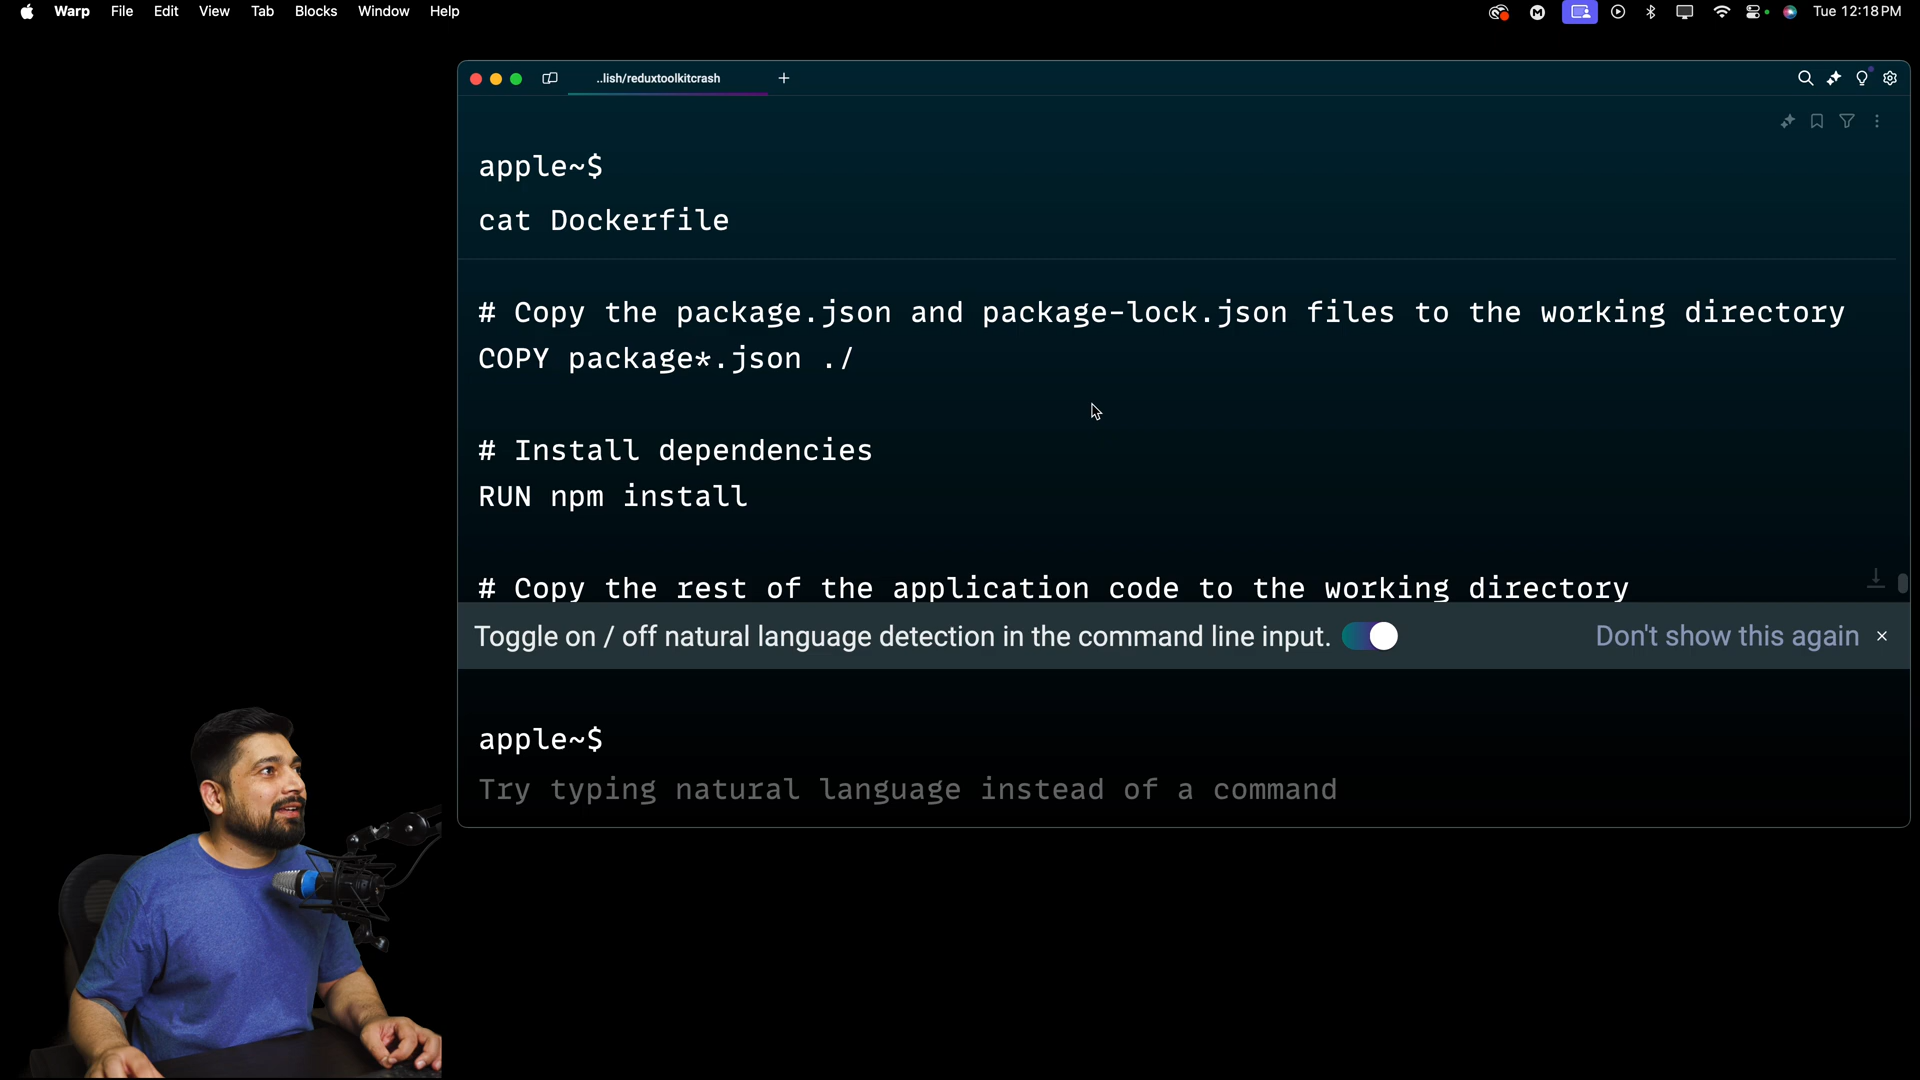 Warp File Edit View Tab Blocks Window Help Tue 12:18 PM
..lish/reduxtoolkitcrash
apple~$
cat Dockerfile
# Copy the package.json and package-lock.json files to the working directory
COPY package*.json ./
# Install dependencies
RUN npm install
# Copy the rest of the application code to the working directory
Toggle on / off natural language detection in the command line input. Don't show this again
apple~$
Try typing natural language instead of a command